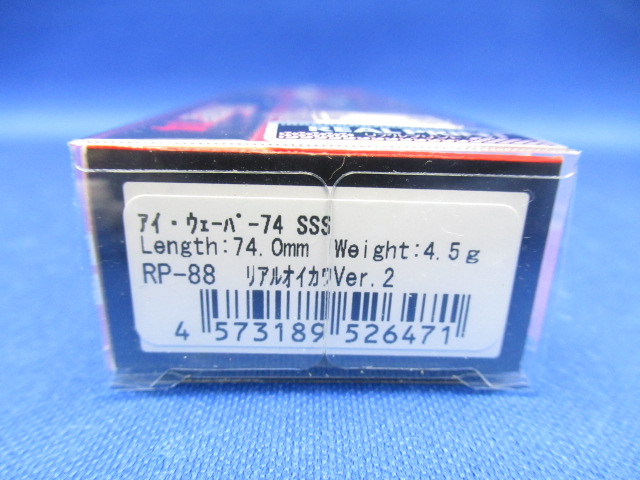 ｱｲ・ｳｪｰﾊﾞｰ74 SSS
Length:74.0mm Weight:4.5g
RP-88 ﾘｱﾙｵｲｶﾜVer.2
4 573189 526471